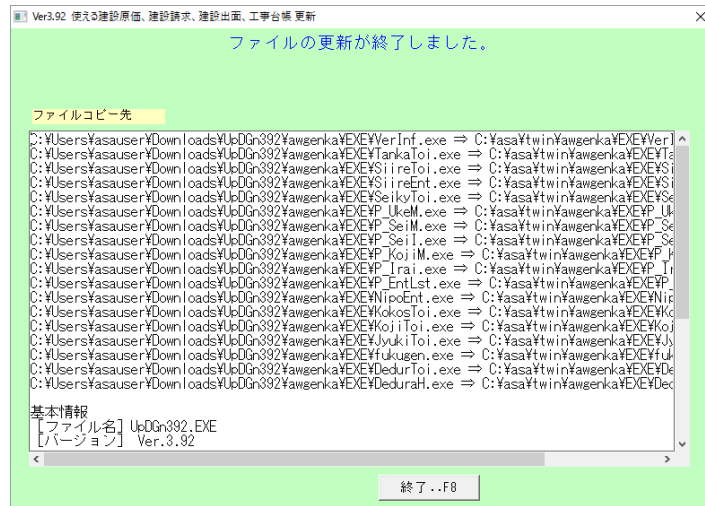 Ver3.92 使える建設原価、建設請求、建設出面、工事台帳 更新
ファイルの更新が終了しました。
ファイルコピー先
C:¥Users¥asauser¥Downloads¥UpDGn392¥awgenka¥EXE¥VerInf.exe ⇒ C:¥asa¥twin¥awgenka¥EXE¥Ver
C:¥Users¥asauser¥Downloads¥UpDGn392¥awgenka¥EXE¥TankaToi.exe ⇒ C:¥asa¥twin¥awgenka¥EXE¥Ta
C:¥Users¥asauser¥Downloads¥UpDGn392¥awgenka¥EXE¥SiireToi.exe ⇒ C:¥asa¥twin¥awgenka¥EXE¥Si
C:¥Users¥asauser¥Downloads¥UpDGn392¥awgenka¥EXE¥SiireEnt.exe ⇒ C:¥asa¥twin¥awgenka¥EXE¥Si
C:¥Users¥asauser¥Downloads¥UpDGn392¥awgenka¥EXE¥SeikyToi.exe ⇒ C:¥asa¥twin¥awgenka¥EXE¥Se
C:¥Users¥asauser¥Downloads¥UpDGn392¥awgenka¥EXE¥P_UkeM.exe ⇒ C:¥asa¥twin¥awgenka¥EXE¥P_Uk
C:¥Users¥asauser¥Downloads¥UpDGn392¥awgenka¥EXE¥P_SeiM.exe ⇒ C:¥asa¥twin¥awgenka¥EXE¥P_Se
C:¥Users¥asauser¥Downloads¥UpDGn392¥awgenka¥EXE¥P_SeiI.exe ⇒ C:¥asa¥twin¥awgenka¥EXE¥P_Se
C:¥Users¥asauser¥Downloads¥UpDGn392¥awgenka¥EXE¥P_KojiM.exe ⇒ C:¥asa¥twin¥awgenka¥EXE¥P_K
C:¥Users¥asauser¥Downloads¥UpDGn392¥awgenka¥EXE¥P_Irai.exe ⇒ C:¥asa¥twin¥awgenka¥EXE¥P_Ir
C:¥Users¥asauser¥Downloads¥UpDGn392¥awgenka¥EXE¥P_EntLst.exe ⇒ C:¥asa¥twin¥awgenka¥EXE¥P_
C:¥Users¥asauser¥Downloads¥UpDGn392¥awgenka¥EXE¥NipoEnt.exe ⇒ C:¥asa¥twin¥awgenka¥EXE¥Nip
C:¥Users¥asauser¥Downloads¥UpDGn392¥awgenka¥EXE¥KokosToi.exe ⇒ C:¥asa¥twin¥awgenka¥EXE¥Ko
C:¥Users¥asauser¥Downloads¥UpDGn392¥awgenka¥EXE¥KojiToi.exe ⇒ C:¥asa¥twin¥awgenka¥EXE¥Koj
C:¥Users¥asauser¥Downloads¥UpDGn392¥awgenka¥EXE¥JyukiToi.exe ⇒ C:¥asa¥twin¥awgenka¥EXE¥Jy
C:¥Users¥asauser¥Downloads¥UpDGn392¥awgenka¥EXE¥fukugen.exe ⇒ C:¥asa¥twin¥awgenka¥EXE¥fuk
C:¥Users¥asauser¥Downloads¥UpDGn392¥awgenka¥EXE¥DedurToi.exe ⇒ C:¥asa¥twin¥awgenka¥EXE¥De
C:¥Users¥asauser¥Downloads¥UpDGn392¥awgenka¥EXE¥DeduraH.exe ⇒ C:¥asa¥twin¥awgenka¥EXE¥Ded
基本情報
[ファイル名] UpDGn392.EXE
[バージョン] Ver.3.92
終了..F8